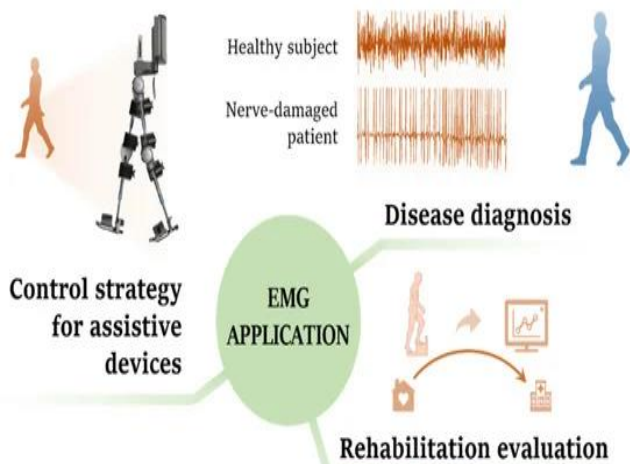 Healthy subject
Nerve-damaged
patient
Disease diagnosis
Control strategy
for assistive
devices
EMG
APPLICATION
Rehabilitation evaluation